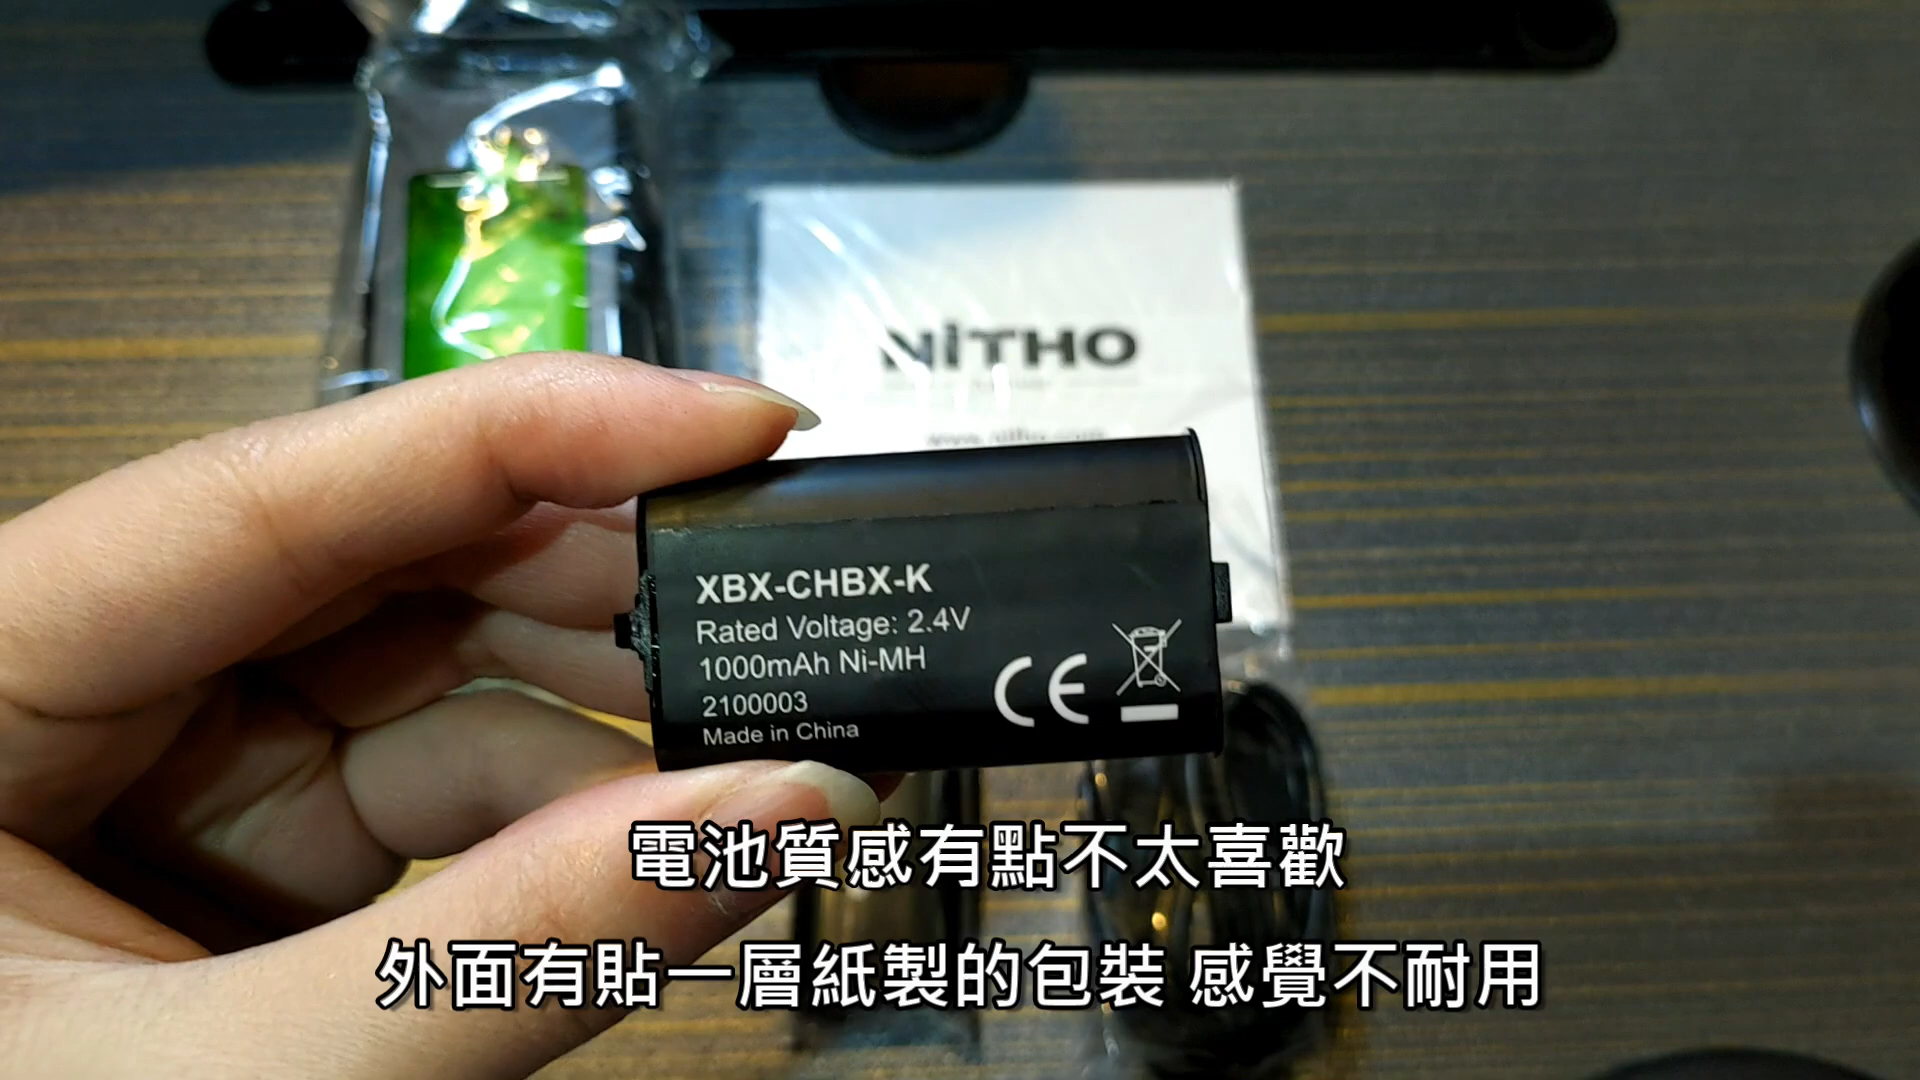 NiTHO
XBX-CHBX-K
Rated Voltage: 2.4V
1000mAh Ni-MH
2100003
Made in China
CE
電池質感有點不太喜歡
外面有貼一層紙製的包裝 感覺不耐用